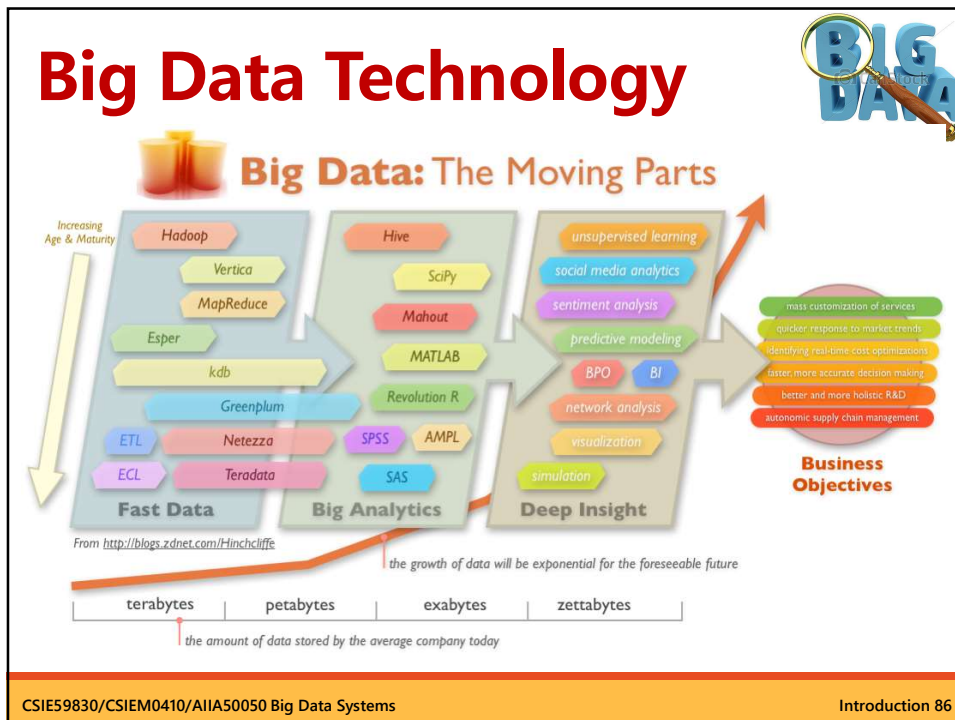 Big Data Technology
BIG
DATA
Big Data: The Moving Parts
Increasing
Age & Maturity
Hadoop
Vertica
MapReduce
Esper
kdb
Greenplum
ETL
Netezza
ECL
Teradata
Fast Data
Hive
SciPy
Mahout
MATLAB
Revolution R
SPSS
AMPL
SAS
Big Analytics
unsupervised learning
social media analytics
sentiment analysis
predictive modeling
BPO
BI
network analysis
visualization
simulation
Deep Insight
mass customization of services
quicker response to market trends
identifying real-time cost optimizations
faster, more accurate decision making
better and more holistic R&D
autonomic supply chain management
Business
Objectives
From http://blogs.zdnet.com/Hinchcliffe
the growth of data will be exponential for the foreseeable future
terabytes
petabytes
exabytes
zettabytes
the amount of data stored by the average company today
CSIE59830/CSIEM0410/AIIA50050 Big Data Systems
Introduction 86